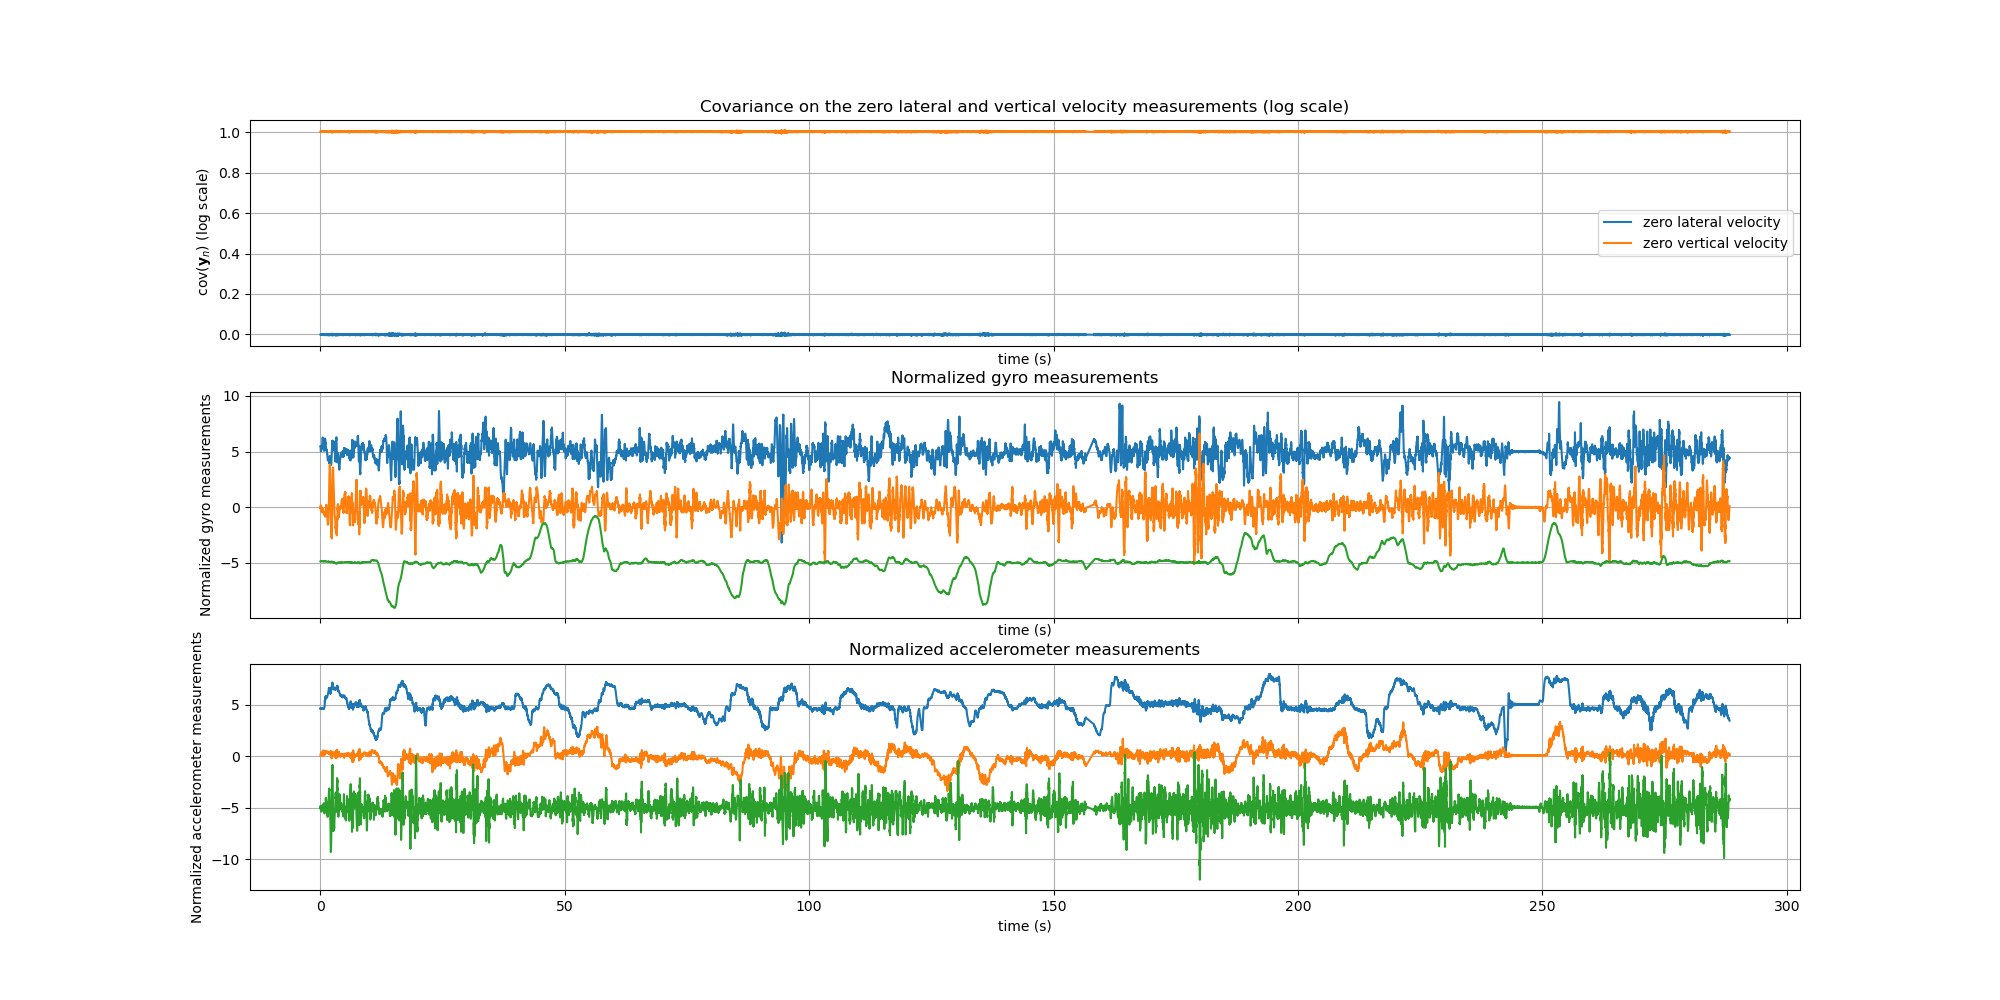 Covariance on the zero lateral and vertical velocity measurements (log scale)
cov(yₙ) (log scale)
1.0
0.8
0.6
0.4
0.2
0.0
zero lateral velocity
zero vertical velocity
time (s)
Normalized gyro measurements
Normalized gyro measurements
10
5
0
−5
time (s)
Normalized accelerometer measurements
Normalized accelerometer measurements
5
0
−5
−10
0 50 100 150 200 250 300
time (s)